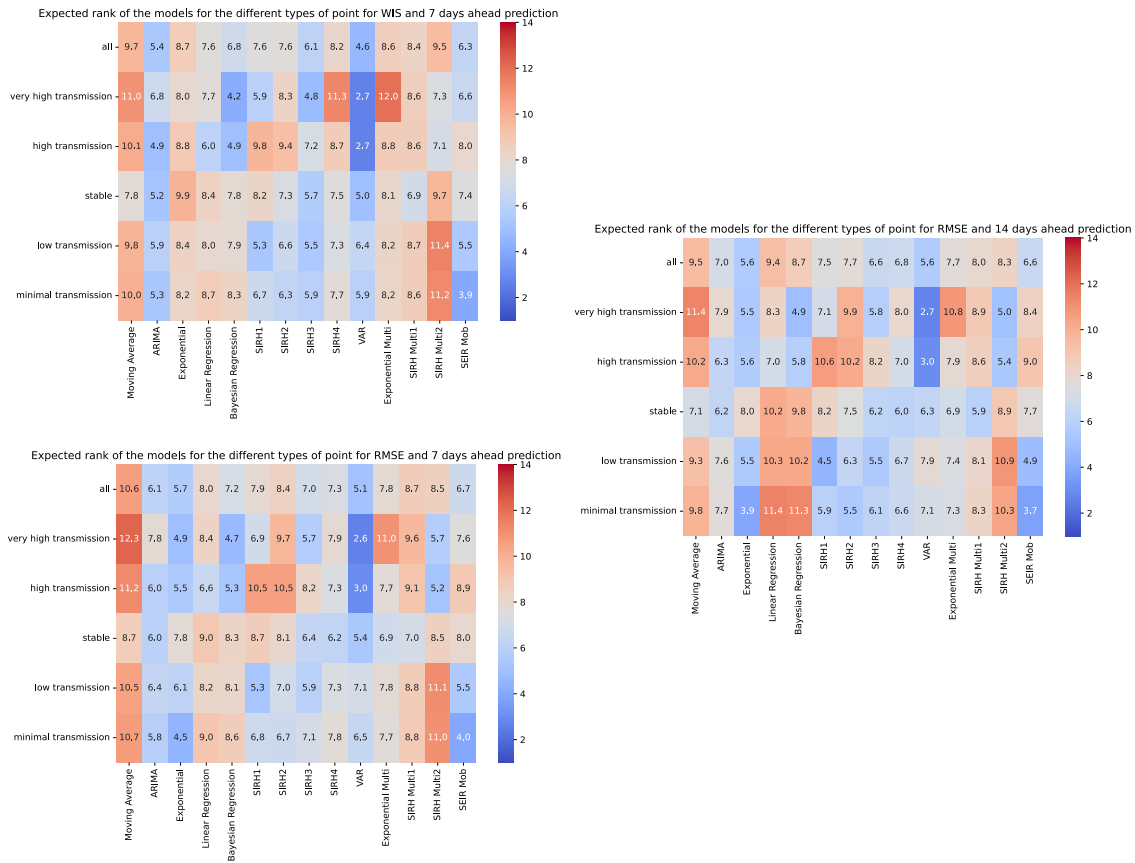 Expected rank of the models for the different types of point for WIS and 7 days ahead prediction
all 9.7 5.4 8.7 7.6 6.8 7.6 7.6 6.1 8.2 4.6 8.6 8.4 9.5 6.3
very high transmission 11.0 6.8 8.0 7.7 4.2 5.9 8.3 4.8 11.3 2.7 12.0 8.6 7.3 6.6
high transmission 10.1 4.9 8.8 6.0 4.9 9.8 9.4 7.2 8.7 2.7 8.8 8.6 7.1 8.0
stable 7.8 5.2 9.9 8.4 7.8 8.2 7.3 5.7 7.5 5.0 8.1 6.9 9.7 7.4
low transmission 9.8 5.9 8.4 8.0 7.9 5.3 6.6 5.5 7.3 6.4 8.2 8.7 11.4 5.5
minimal transmission 10.0 5.3 8.2 8.7 8.3 6.7 6.3 5.9 7.7 5.9 8.2 8.6 11.2 3.9
Moving Average
ARIMA
Exponential
Linear Regression
Bayesian Regression
SIRH1
SIRH2
SIRH3
SIRH4
VAR
Exponential Multi
SIRH Multi1
SIRH Multi2
SEIR Mob
14
12
10
8
6
4
2
Expected rank of the models for the different types of point for RMSE and 7 days ahead prediction
all 10.6 6.1 5.7 8.0 7.2 7.9 8.4 7.0 7.3 5.1 7.8 8.7 8.5 6.7
very high transmission 12.3 7.8 4.9 8.4 4.7 6.9 9.7 5.7 7.9 2.6 11.0 9.6 5.7 7.6
high transmission 11.2 6.0 5.5 6.6 5.3 10.5 10.5 8.2 7.3 3.0 7.7 9.1 5.2 8.9
stable 8.7 6.0 7.8 9.0 8.3 8.7 8.1 6.4 6.2 5.4 6.9 7.0 8.5 8.0
low transmission 10.5 6.4 6.1 8.2 8.1 5.3 7.0 5.9 7.3 7.1 7.8 8.8 11.1 5.5
minimal transmission 10.7 5.8 4.5 9.0 8.6 6.8 6.7 7.1 7.8 6.5 7.7 8.8 11.0 4.0
Moving Average
ARIMA
Exponential
Linear Regression
Bayesian Regression
SIRH1
SIRH2
SIRH3
SIRH4
VAR
Exponential Multi
SIRH Multi1
SIRH Multi2
SEIR Mob
14
12
10
8
6
4
2
Expected rank of the models for the different types of point for RMSE and 14 days ahead prediction
all 9.5 7.0 5.6 9.4 8.7 7.5 7.7 6.6 6.8 5.6 7.7 8.0 8.3 6.6
very high transmission 11.4 7.9 5.5 8.3 4.9 7.1 9.9 5.8 8.0 2.7 10.8 8.9 5.0 8.4
high transmission 10.2 6.3 5.6 7.0 5.8 10.6 10.2 8.2 7.0 3.0 7.9 8.6 5.4 9.0
stable 7.1 6.2 8.0 10.2 9.8 8.2 7.5 6.2 6.0 6.3 6.9 5.9 8.9 7.7
low transmission 9.3 7.6 5.5 10.3 10.2 4.5 6.3 5.5 6.7 7.9 7.4 8.1 10.9 4.9
minimal transmission 9.8 7.7 3.9 11.4 11.3 5.9 5.5 6.1 6.6 7.1 7.3 8.3 10.3 3.7
Moving Average
ARIMA
Exponential
Linear Regression
Bayesian Regression
SIRH1
SIRH2
SIRH3
SIRH4
VAR
Exponential Multi
SIRH Multi1
SIRH Multi2
SEIR Mob
14
12
10
8
6
4
2